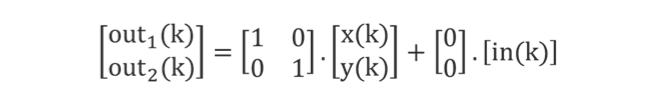 [out₁(k)] = [1 0] . [x(k)] + [0] . [in(k)]
[out₂(k)] [0 1] [y(k)] [0]